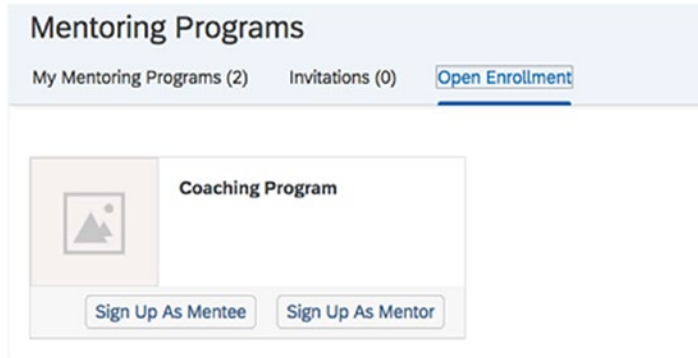 Mentoring Programs
My Mentoring Programs (2) Invitations (0) Open Enrollment
Coaching Program
Sign Up As Mentee Sign Up As Mentor